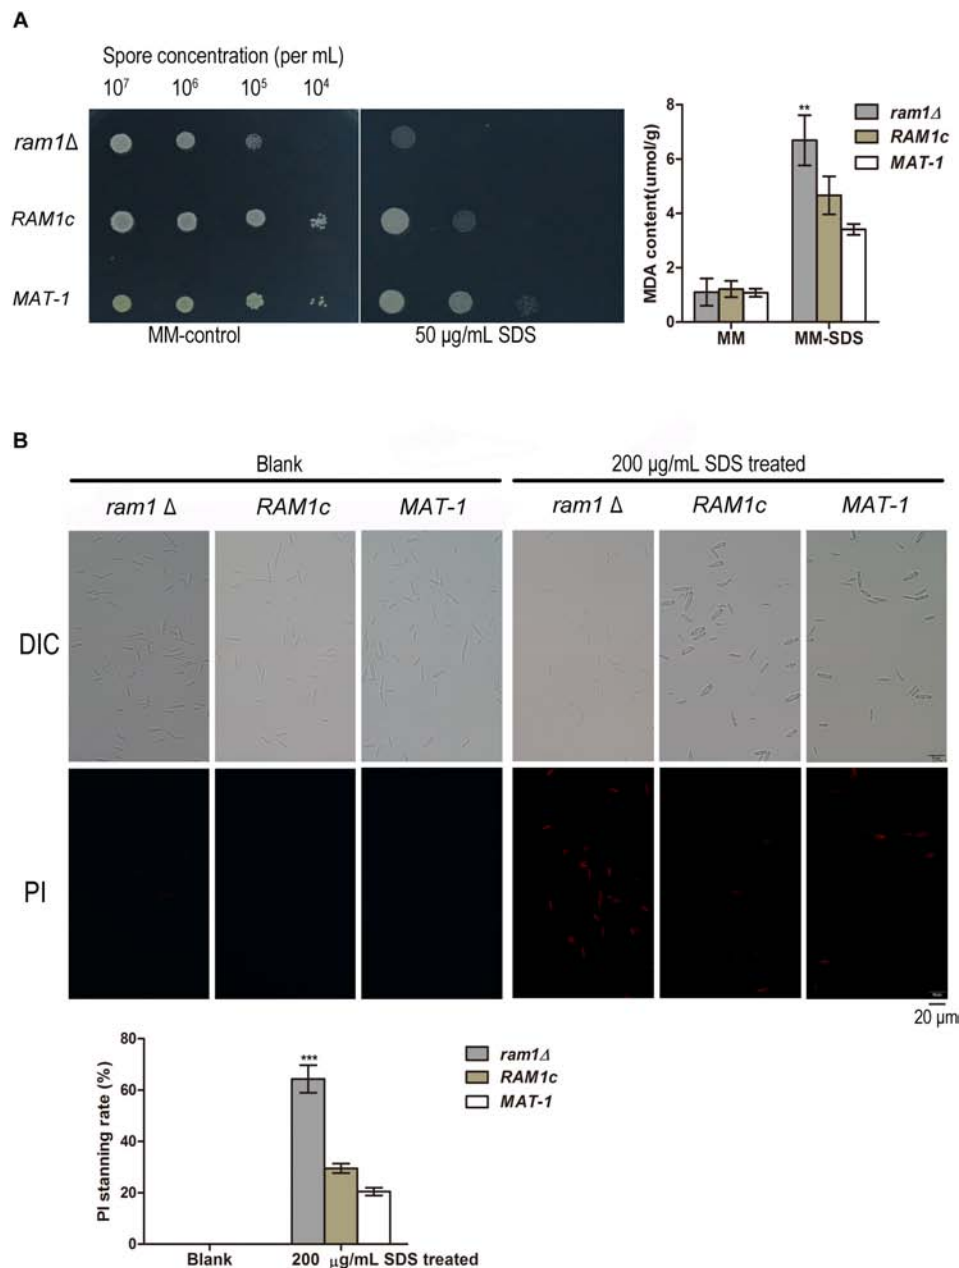 A
Spore concentration (per mL)
10⁷ 10⁶ 10⁵ 10⁴
ram1Δ
RAM1c
MAT-1
MM-control 50 µg/mL SDS
MDA content(umol/g)
8
6
4
2
0
**
ram1Δ
RAM1c
MAT-1
MM MM-SDS
B
Blank 200 µg/mL SDS treated
ram1 Δ RAM1c MAT-1 ram1 Δ RAM1c MAT-1
DIC
PI
20 µm
PI stanning rate (%)
80
60
40
20
0
***
ram1Δ
RAM1c
MAT-1
Blank 200 µg/mL SDS treated